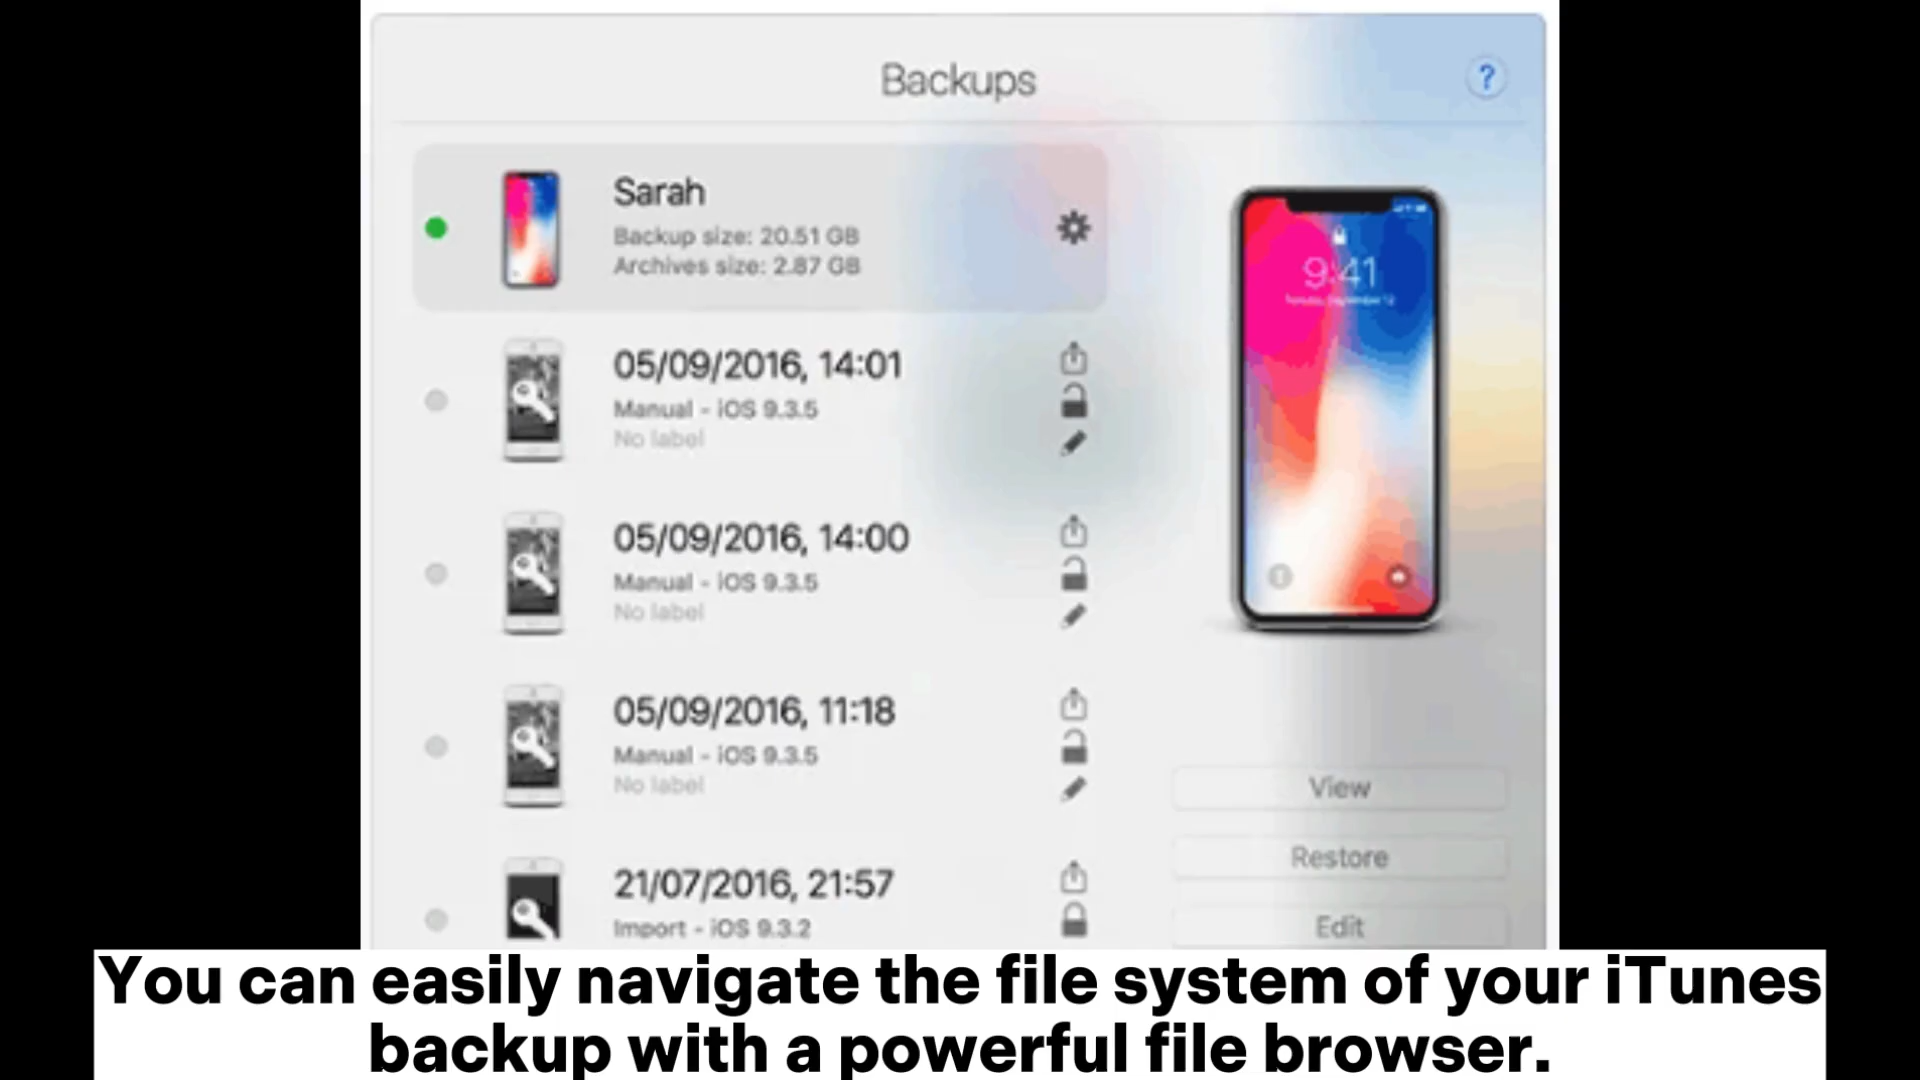 Backups
?
Sarah
Backup size: 20.51 GB
Archives size: 2.87 GB
9:41
05/09/2016, 14:01
Manual - iOS 9.3.5
No label
05/09/2016, 14:00
Manual - iOS 9.3.5
No label
05/09/2016, 11:18
Manual - iOS 9.3.5
No label
View
Restore
21/07/2016, 21:57
Import - iOS 9.3.2
Edit
You can easily navigate the file system of your iTunes
backup with a powerful file browser.